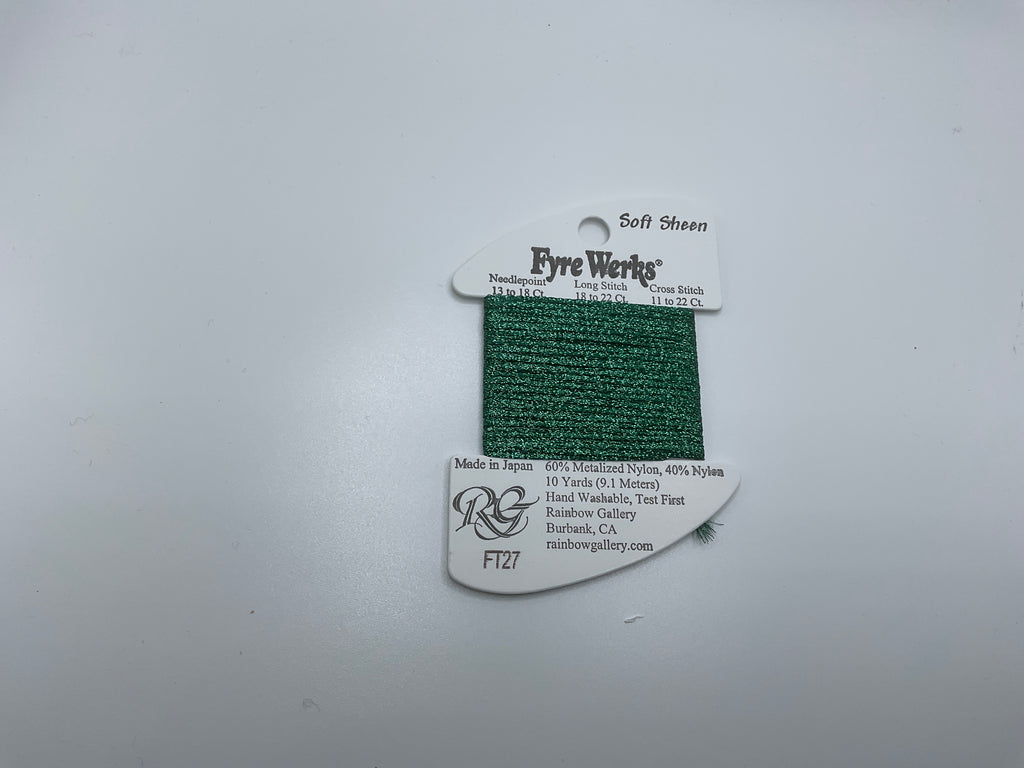 Soft Sheen
Fyre Werks®
Needlepoint Long Stitch Cross Stitch
13 to 18 Ct. 18 to 22 Ct. 11 to 22 Ct.
Made in Japan
60% Metalized Nylon, 40% Nylon
10 Yards (9.1 Meters)
Hand Washable, Test First
Rainbow Gallery
Burbank, CA
rainbowgallery.com
RG
FT27